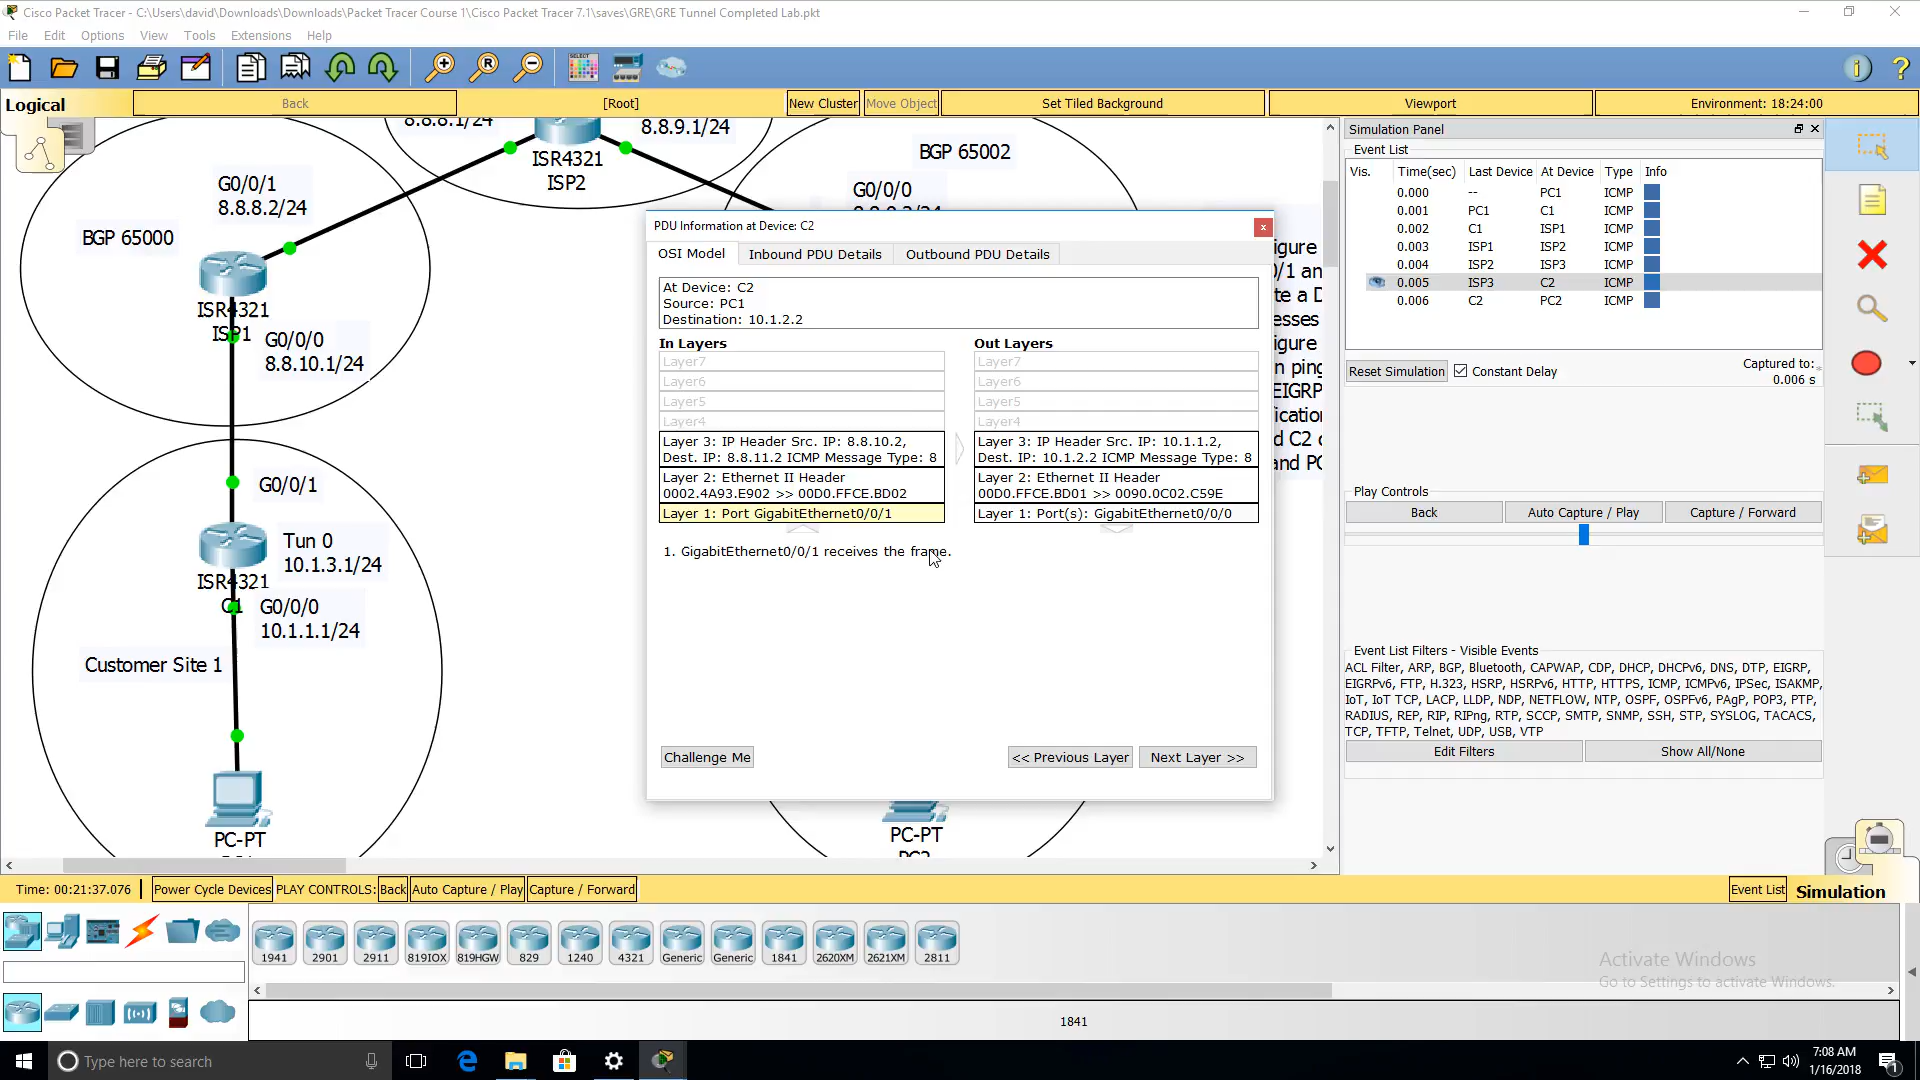 Cisco Packet Tracer - C:\Users\david\Downloads\Downloads\Packet Tracer Course 1\Cisco Packet Tracer 7.1\saves\GRE\GRE Tunnel Completed Lab.pkt
File Edit Options View Tools Extensions Help
Logical Back [Root] New Cluster Move Object Set Tiled Background Viewport Environment: 18:24:00
8.8.8.1/24
8.8.9.1/24
ISR4321
ISP2
BGP 65002
G0/0/0
G0/0/1
8.8.8.2/24
BGP 65000
ISR4321
ISP1
G0/0/0
8.8.10.1/24
G0/0/1
Tun 0
10.1.3.1/24
ISR4321
C1
G0/0/0
10.1.1.1/24
Customer Site 1
PC-PT
PC-PT
PC2
igure
)/1 an
te a D
esses
igure
n ping
EIGRP
ification
d C2
and PC
PDU Information at Device: C2
OSI Model Inbound PDU Details Outbound PDU Details
At Device: C2
Source: PC1
Destination: 10.1.2.2
In Layers
Layer7
Layer6
Layer5
Layer4
Layer 3: IP Header Src. IP: 8.8.10.2,
Dest. IP: 8.8.11.2 ICMP Message Type: 8
Layer 2: Ethernet II Header
0002.4A93.E902 >> 00D0.FFCE.BD02
Layer 1: Port GigabitEthernet0/0/1
Out Layers
Layer7
Layer6
Layer5
Layer4
Layer 3: IP Header Src. IP: 10.1.1.2,
Dest. IP: 10.1.2.2 ICMP Message Type: 8
Layer 2: Ethernet II Header
00D0.FFCE.BD01 >> 0090.0C02.C59E
Layer 1: Port(s): GigabitEthernet0/0/0
1. GigabitEthernet0/0/1 receives the frame.
Challenge Me << Previous Layer Next Layer >>
Simulation Panel
Event List
Vis. Time(sec) Last Device At Device Type Info
0.000 -- PC1 ICMP
0.001 PC1 C1 ICMP
0.002 C1 ISP1 ICMP
0.003 ISP1 ISP2 ICMP
0.004 ISP2 ISP3 ICMP
0.005 ISP3 C2 ICMP
0.006 C2 PC2 ICMP
Reset Simulation Constant Delay Captured to:
0.006 s
Play Controls
Back Auto Capture / Play Capture / Forward
Event List Filters - Visible Events
ACL Filter, ARP, BGP, Bluetooth, CAPWAP, CDP, DHCP, DHCPv6, DNS, DTP, EIGRP,
EIGRPv6, FTP, H.323, HSRP, HSRPv6, HTTP, HTTPS, ICMP, ICMPv6, IPSec, ISAKMP,
IoT, IoT TCP, LACP, LLDP, NDP, NETFLOW, NTP, OSPF, OSPFv6, PAgP, POP3, PTP,
RADIUS, REP, RIP, RIPng, RTP, SCCP, SMTP, SNMP, SSH, STP, SYSLOG, TACACS,
TCP, TFTP, Telnet, UDP, USB, VTP
Edit Filters Show All/None
Time: 00:21:37.076 Power Cycle Devices PLAY CONTROLS: Back Auto Capture / Play Capture / Forward Event List Simulation
1941 2901 2911 819IOX 819HGW 829 1240 4321 Generic Generic 1841 2620XM 2621XM 2811
Activate Windows
Go to Settings to activate Windows.
1841
Type here to search
7:08 AM
1/16/2018
1